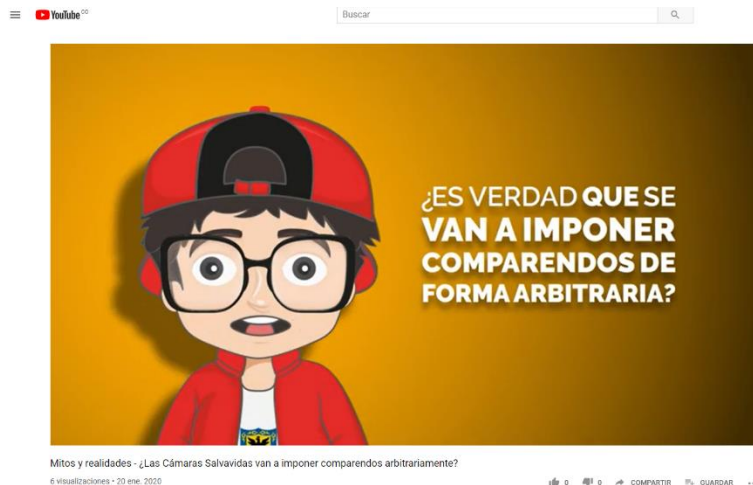 YouTube CO
Buscar
¿ES VERDAD QUE SE
VAN A IMPONER
COMPARENDOS DE
FORMA ARBITRARIA?
Mitos y realidades - ¿Las Cámaras Salvavidas van a imponer comparendos arbitrariamente?
6 visualizaciones • 20 ene. 2020
0 0 COMPARTIR GUARDAR